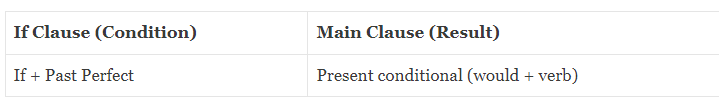 If Clause (Condition) Main Clause (Result)
If + Past Perfect Present conditional (would + verb)